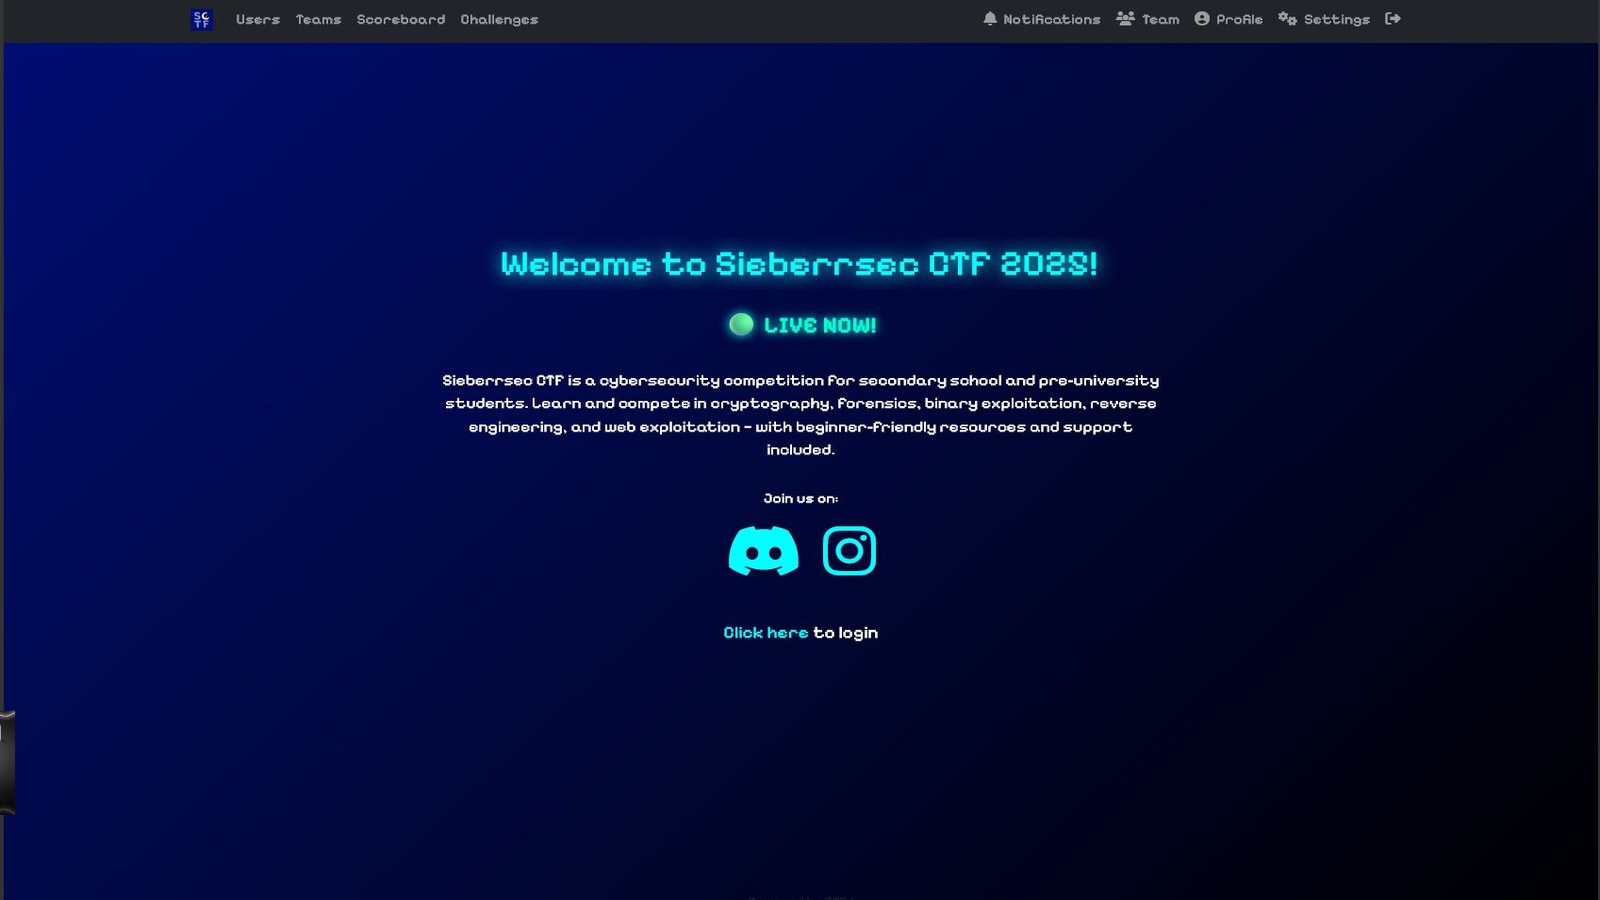 SC
TF
Users Teams Scoreboard Challenges Notifications Team Profile Settings
Welcome to Sieberrsec CTF 2025!
LIVE NOW!
Sieberrsec CTF is a cybersecurity competition for secondary school and pre-university
students. Learn and compete in cryptography, forensics, binary exploitation, reverse
engineering, and web exploitation – with beginner-friendly resources and support
included.
Join us on:
Click here to login